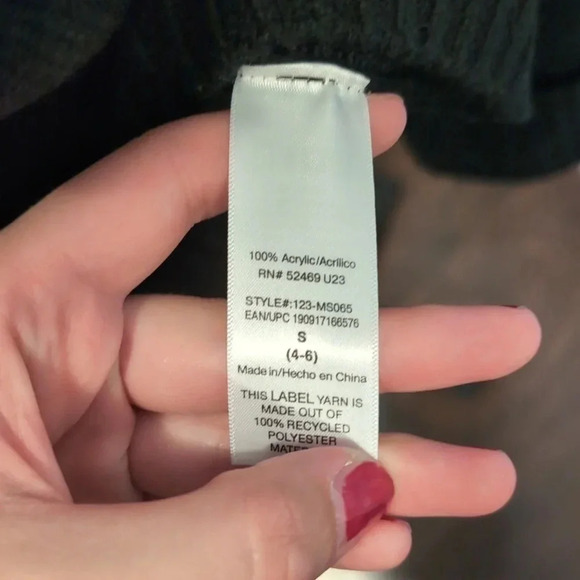 100% Acrylic/Acrílico
RN# 52469 U23
STYLE#:123-MS065
EAN/UPC 190917166576
S
(4-6)
Made in/Hecho en China
THIS LABEL YARN IS
MADE OUT OF
100% RECYCLED
POLYESTER